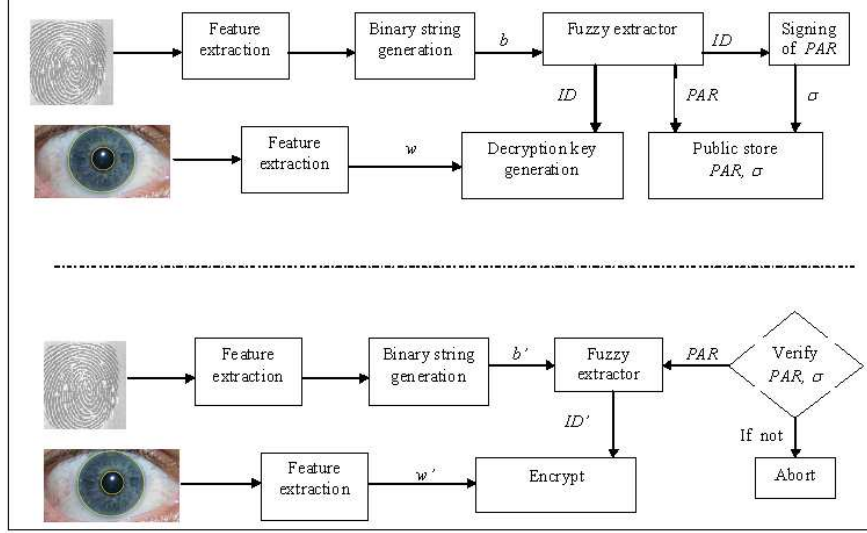 Feature
extraction
Binary string
generation
b
Fuzzy extractor
ID
Signing
of PAR
ID
PAR
σ
Feature
extraction
w
Decryption key
generation
Public store
PAR, σ
Feature
extraction
Binary string
generation
b'
Fuzzy
extractor
PAR
Verify
PAR, σ
ID'
If not
Feature
extraction
w'
Encrypt
Abort